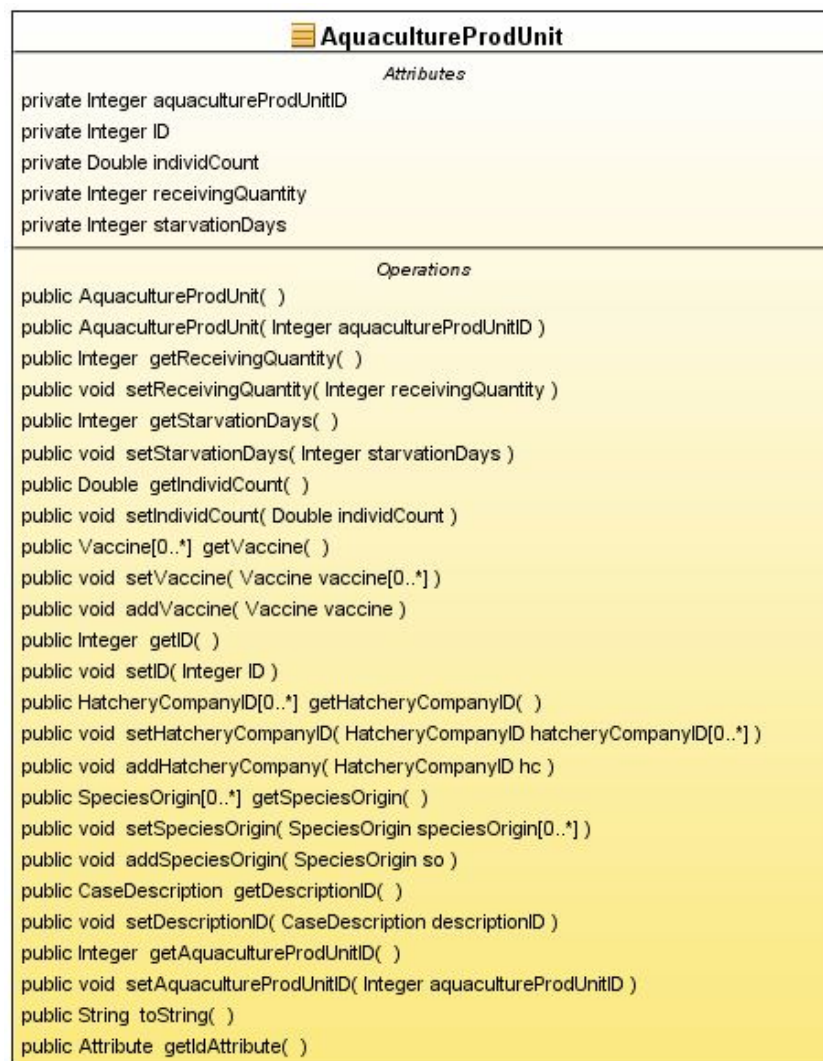 AquacultureProdUnit
Attributes
private Integer aquacultureProdUnitID
private Integer ID
private Double individCount
private Integer receivingQuantity
private Integer starvationDays
Operations
public AquacultureProdUnit( )
public AquacultureProdUnit( Integer aquacultureProdUnitID )
public Integer getReceivingQuantity( )
public void setReceivingQuantity( Integer receivingQuantity )
public Integer getStarvationDays( )
public void setStarvationDays( Integer starvationDays )
public Double getIndividCount( )
public void setIndividCount( Double individCount )
public Vaccine[0..*] getVaccine( )
public void setVaccine( Vaccine vaccine[0..*] )
public void addVaccine( Vaccine vaccine )
public Integer getID( )
public void setID( Integer ID )
public HatcheryCompanyID[0..*] getHatcheryCompanyID( )
public void setHatcheryCompanyID( HatcheryCompanyID hatcheryCompanyID[0..*] )
public void addHatcheryCompany( HatcheryCompanyID hc )
public SpeciesOrigin[0..*] getSpeciesOrigin( )
public void setSpeciesOrigin( SpeciesOrigin speciesOrigin[0..*] )
public void addSpeciesOrigin( SpeciesOrigin so )
public CaseDescription getDescriptionID( )
public void setDescriptionID( CaseDescription descriptionID )
public Integer getAquacultureProdUnitID( )
public void setAquacultureProdUnitID( Integer aquacultureProdUnitID )
public String toString( )
public Attribute getIdAttribute( )